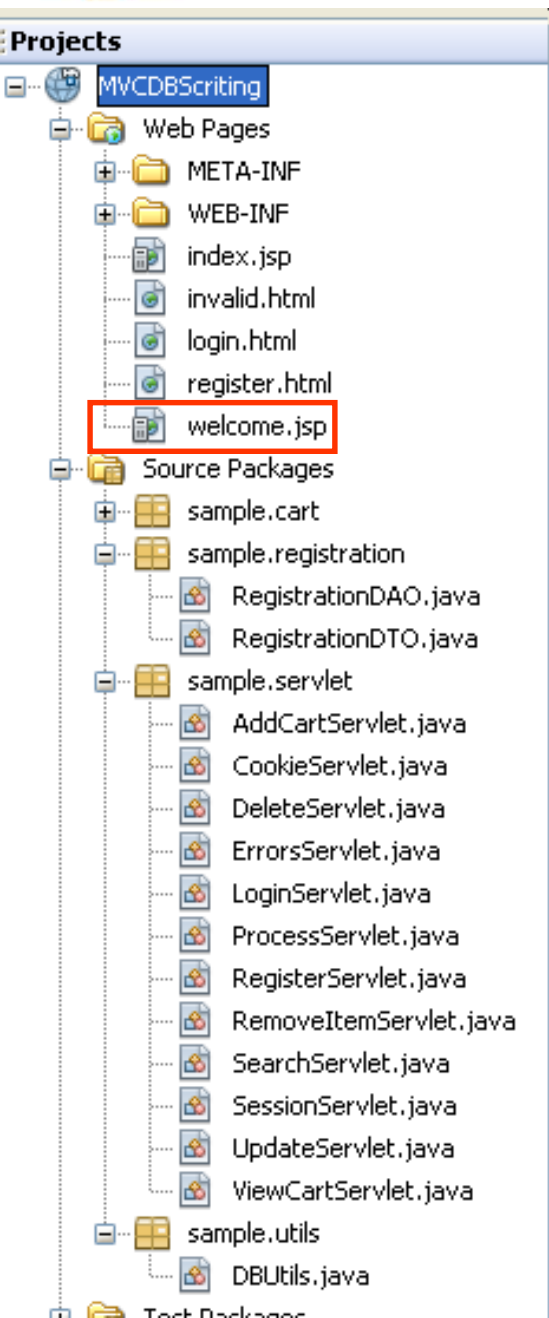 Projects
MVCDBScriting
Web Pages
META-INF
WEB-INF
index.jsp
invalid.html
login.html
register.html
welcome.jsp
Source Packages
sample.cart
sample.registration
RegistrationDAO.java
RegistrationDTO.java
sample.servlet
AddCartServlet.java
CookieServlet.java
DeleteServlet.java
ErrorsServlet.java
LoginServlet.java
ProcessServlet.java
RegisterServlet.java
RemoveItemServlet.java
SearchServlet.java
SessionServlet.java
UpdateServlet.java
ViewCartServlet.java
sample.utils
DBUtils.java
Test Packages